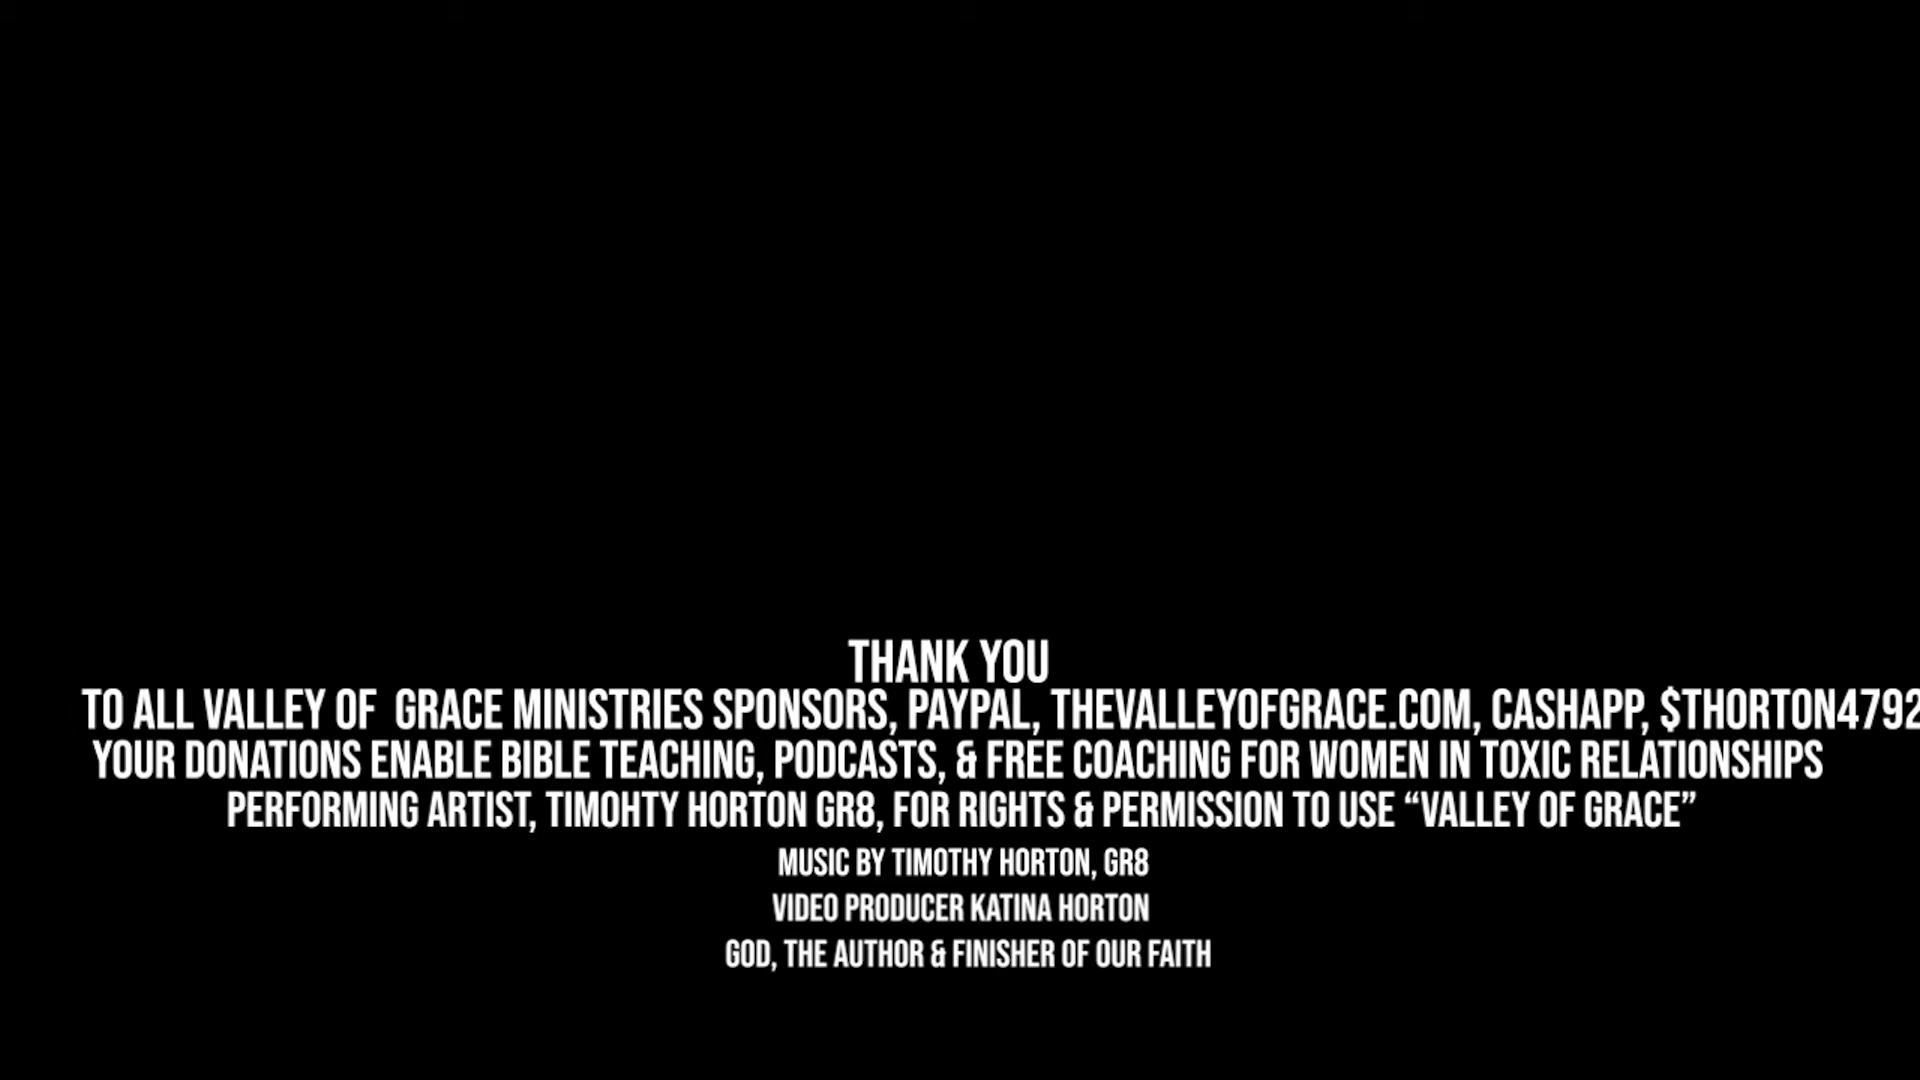 THANK YOU
TO ALL VALLEY OF GRACE MINISTRIES SPONSORS, PAYPAL, THEVALLEYOFGRACE.COM, CASHAPP, $THORTON4792
YOUR DONATIONS ENABLE BIBLE TEACHING, PODCASTS, & FREE COACHING FOR WOMEN IN TOXIC RELATIONSHIPS
PERFORMING ARTIST, TIMOHTY HORTON GR8, FOR RIGHTS & PERMISSION TO USE “VALLEY OF GRACE”
MUSIC BY TIMOTHY HORTON, GR8
VIDEO PRODUCER KATINA HORTON
GOD, THE AUTHOR & FINISHER OF OUR FAITH